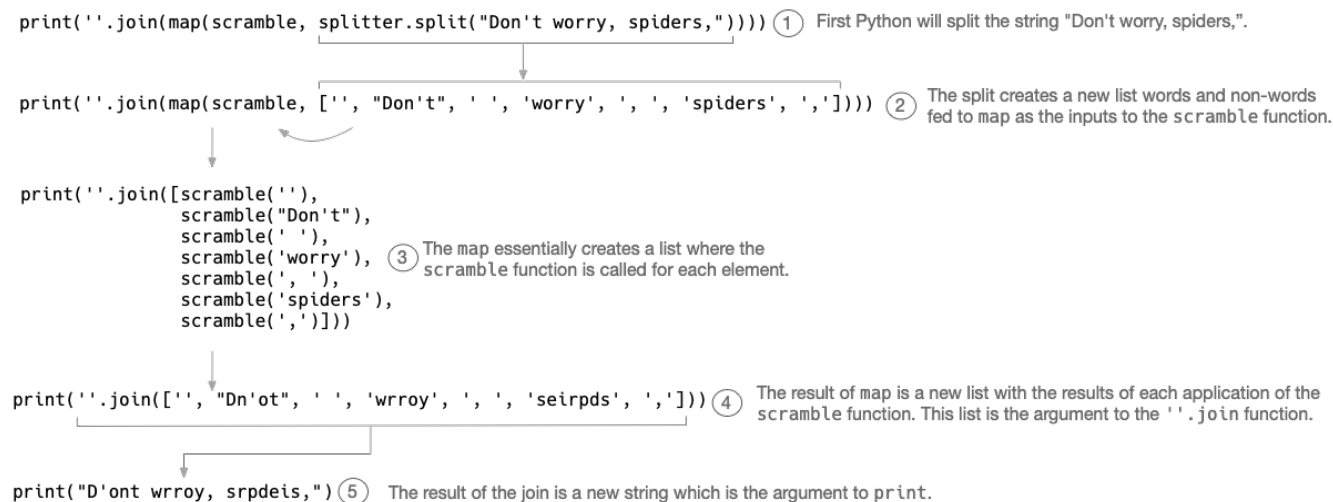 print(''.join(map(scramble, splitter.split("Don't worry, spiders,")))) 1 First Python will split the string "Don't worry, spiders,”.
print(''.join(map(scramble, ['', "Don't", ' ', 'worry', ', ', 'spiders', ',']))) 2 The split creates a new list words and non-words
fed to map as the inputs to the scramble function.
print(''.join([scramble(''),
scramble("Don't"),
scramble(' '),
scramble('worry'),
scramble(', '),
scramble('spiders'),
scramble(',')]))
3 The map essentially creates a list where the
scramble function is called for each element.
print(''.join(['', "Dn'ot", ' ', 'wrroy', ', ', 'seirpds', ','])) 4 The result of map is a new list with the results of each application of the
scramble function. This list is the argument to the ''.join function.
print("D'ont wrroy, srpdeis,") 5 The result of the join is a new string which is the argument to print.